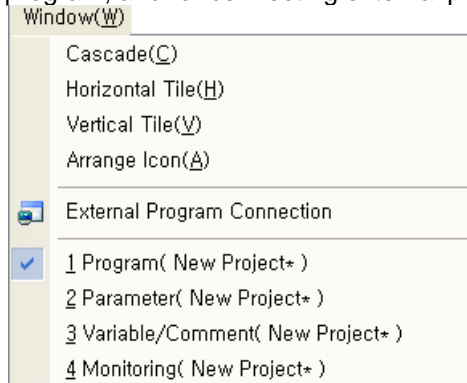 Window(W)
Cascade(C)
Horizontal Tile(H)
Vertical Tile(V)
Arrange Icon(A)
External Program Connection
1 Program( New Project* )
2 Parameter( New Project* )
3 Variable/Comment( New Project* )
4 Monitoring( New Project* )